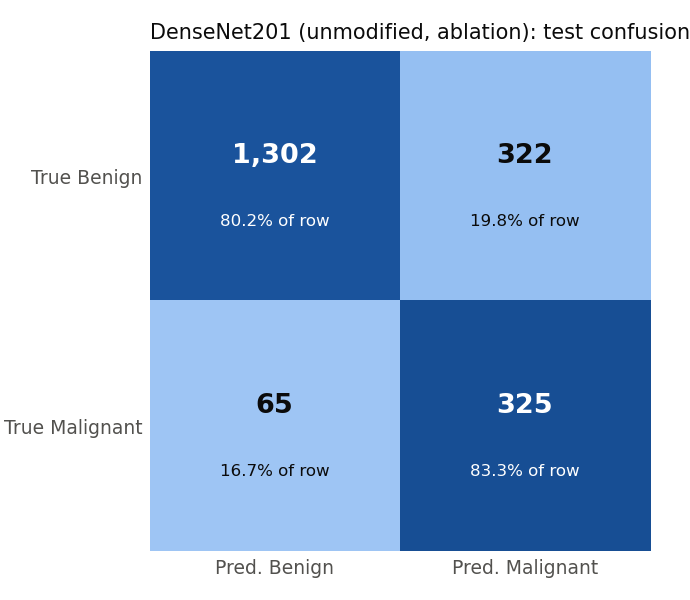 DenseNet201 (unmodified, ablation): test confusion
True Benign
1,302
322
80.2% of row
19.8% of row
True Malignant
65
325
16.7% of row
83.3% of row
Pred. Benign
Pred. Malignant